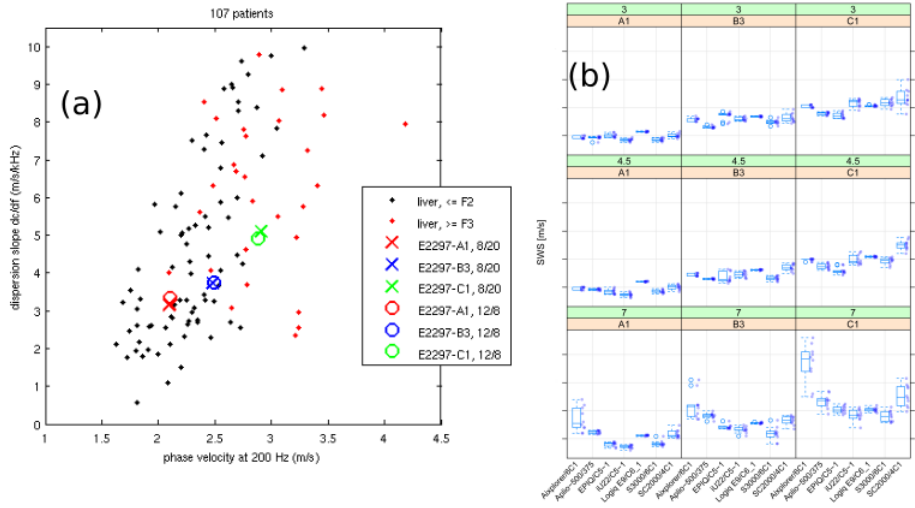 107 patients
(a)
10
9
8
7
6
5
4
3
2
1
0
dispersion slope dc/df (m/s/kHz)
1 1.5 2 2.5 3 3.5 4 4.5
phase velocity at 200 Hz (m/s)
liver, <= F2
liver, >= F3
E2297-A1, 8/20
E2297-B3, 8/20
E2297-C1, 8/20
E2297-A1, 12/8
E2297-B3, 12/8
E2297-C1, 12/8
(b)
3 3 3
A1 B3 C1
4.5 4.5 4.5
A1 B3 C1
7 7 7
A1 B3 C1
SWS [m/s]
Aixplorer/6C1 Aplio-500/375 EPIQ/C5-1 IU22/C5-1 Logiq E9/C6_1 S3000/6C1 SC2000/4C1
Aixplorer/6C1 Aplio-500/375 EPIQ/C5-1 IU22/C5-1 Logiq E9/C6_1 S3000/6C1 SC2000/4C1
Aixplorer/6C1 Aplio-500/375 EPIQ/C5-1 IU22/C5-1 Logiq E9/C6_1 S3000/6C1 SC2000/4C1